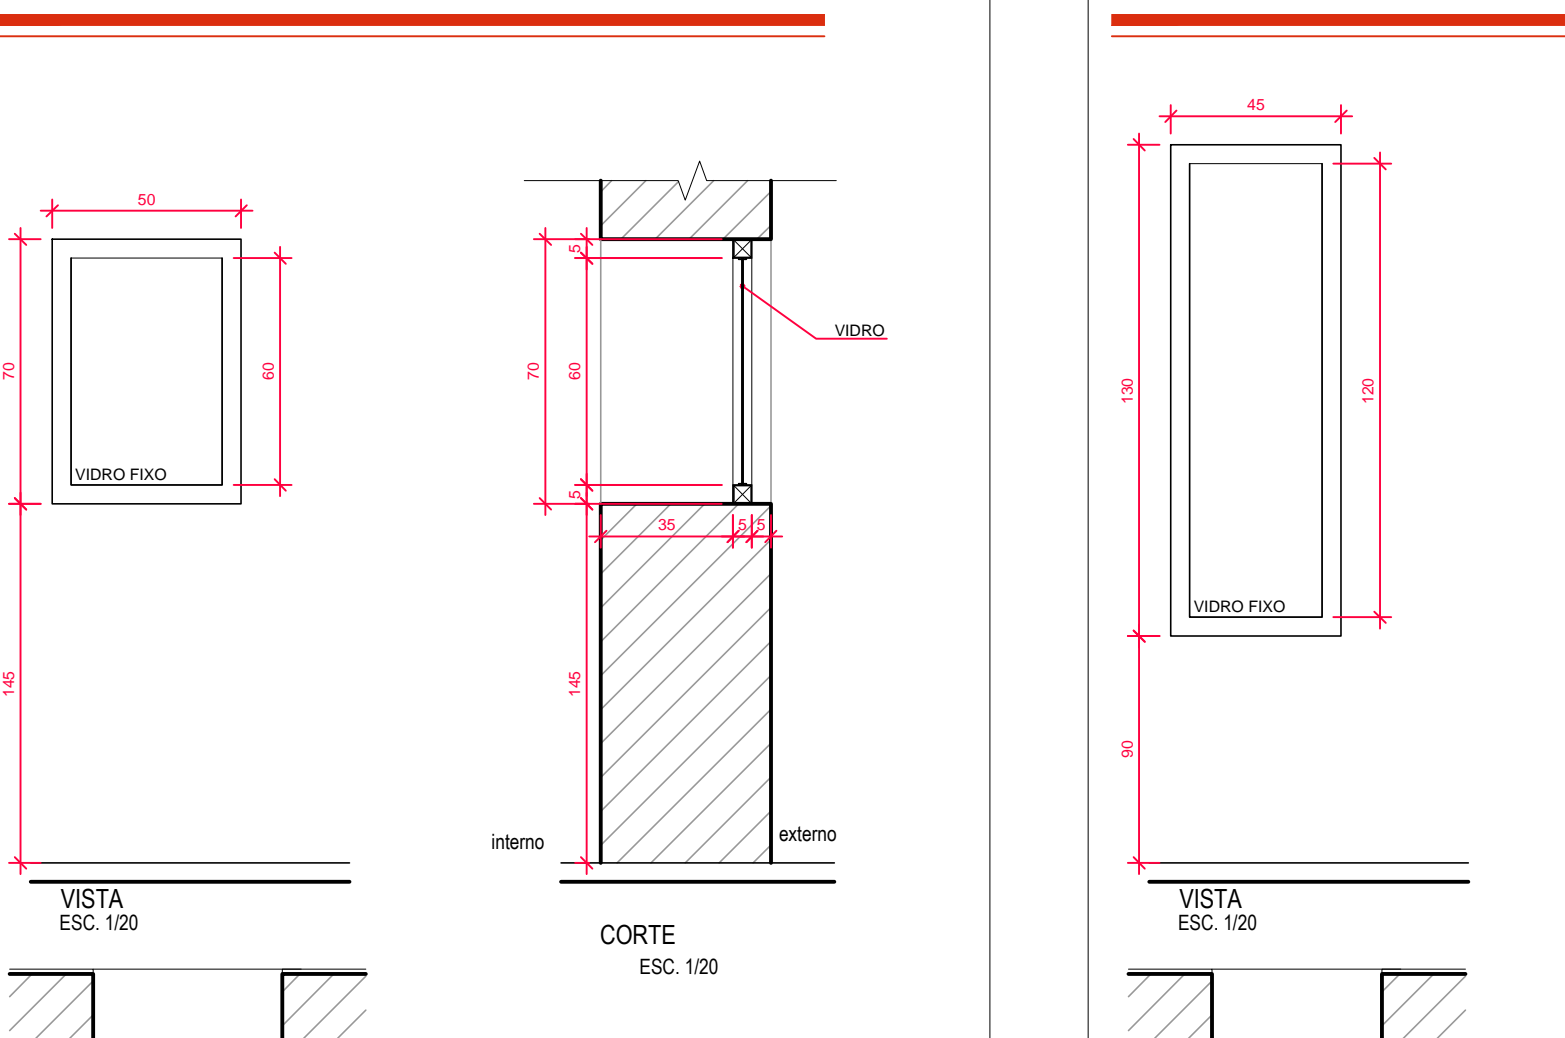 50
70
60
VIDRO FIXO
145
VISTA
ESC. 1/20
5
70
60
5
VIDRO
35
5
5
145
interno
externo
CORTE
ESC. 1/20
45
130
120
VIDRO FIXO
90
VISTA
ESC. 1/20